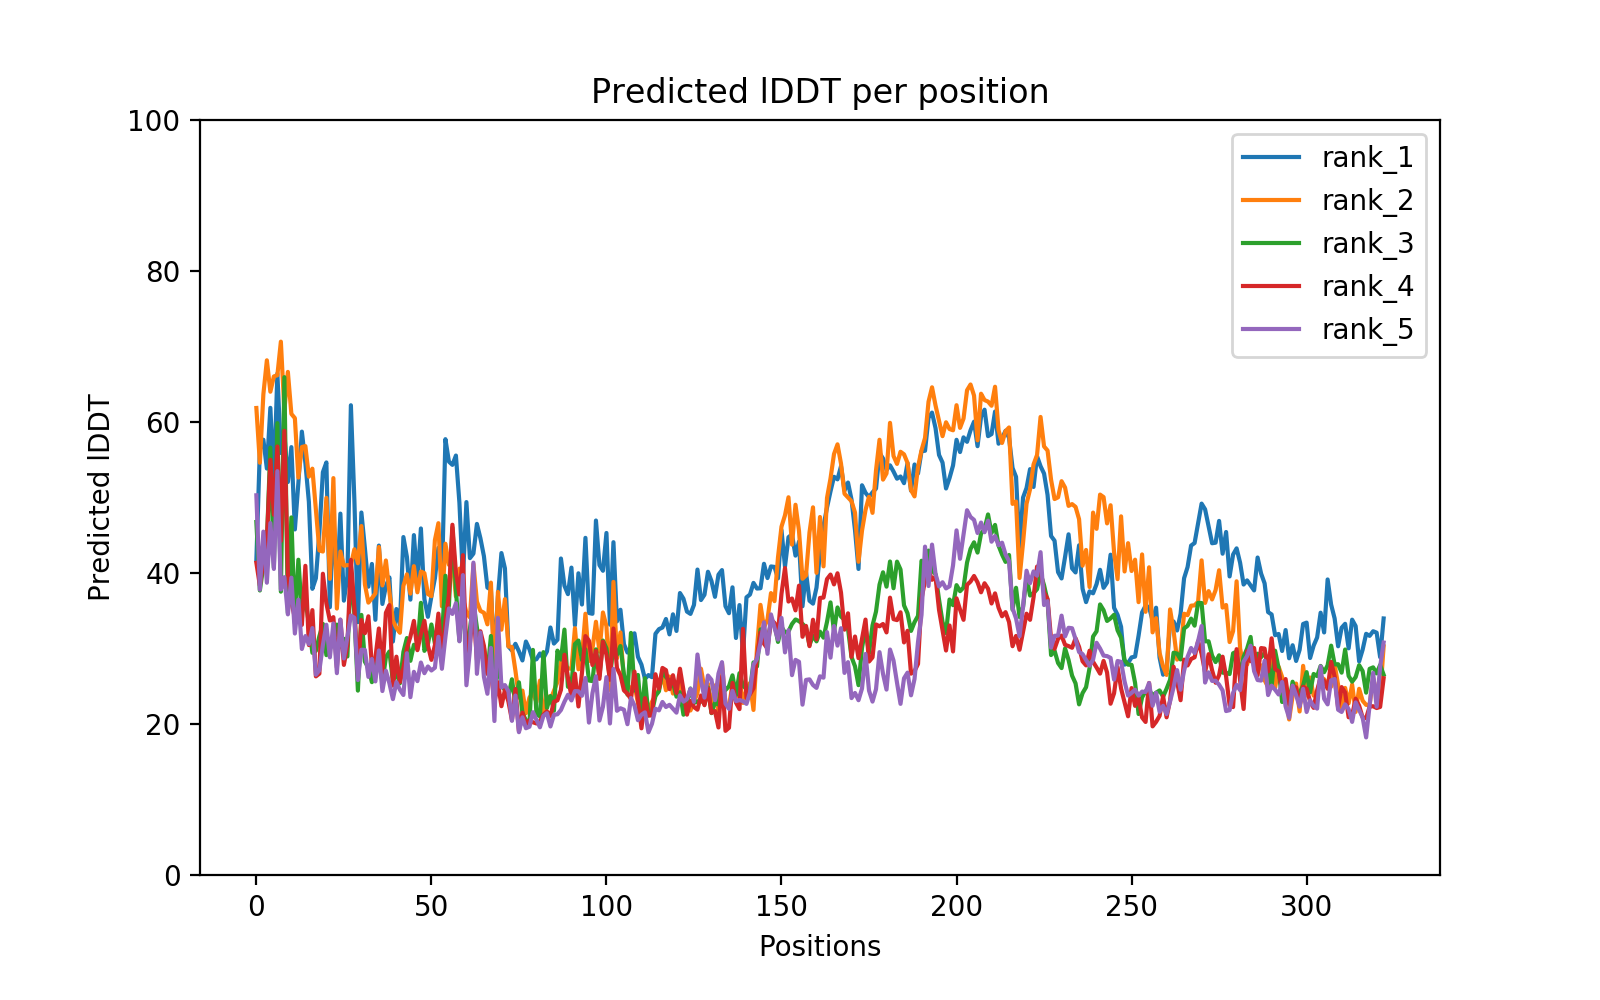 Predicted lDDT per position
100
80
60
40
20
0
Predicted lDDT
0 50 100 150 200 250 300
Positions
rank_1
rank_2
rank_3
rank_4
rank_5